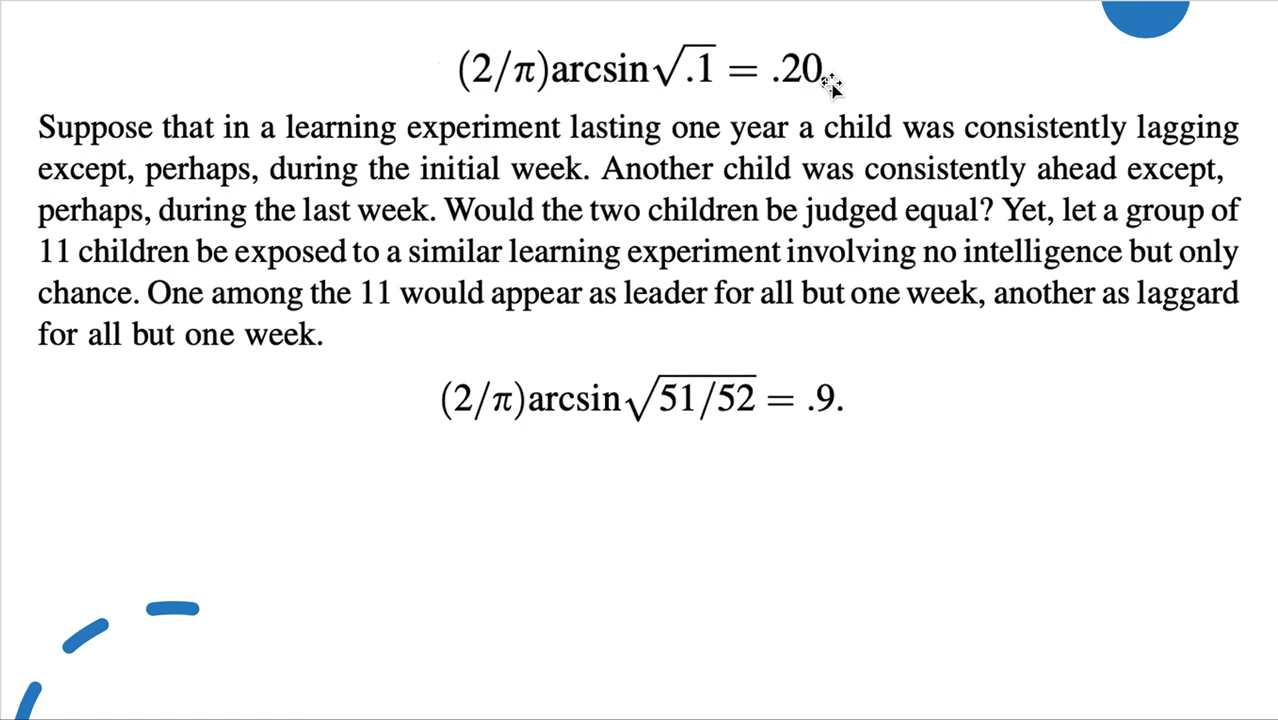 (2/π)arcsin√.1 = .20.
Suppose that in a learning experiment lasting one year a child was consistently lagging
except, perhaps, during the initial week. Another child was consistently ahead except,
perhaps, during the last week. Would the two children be judged equal? Yet, let a group of
11 children be exposed to a similar learning experiment involving no intelligence but only
chance. One among the 11 would appear as leader for all but one week, another as laggard
for all but one week.
(2/π)arcsin√51/52 = .9.